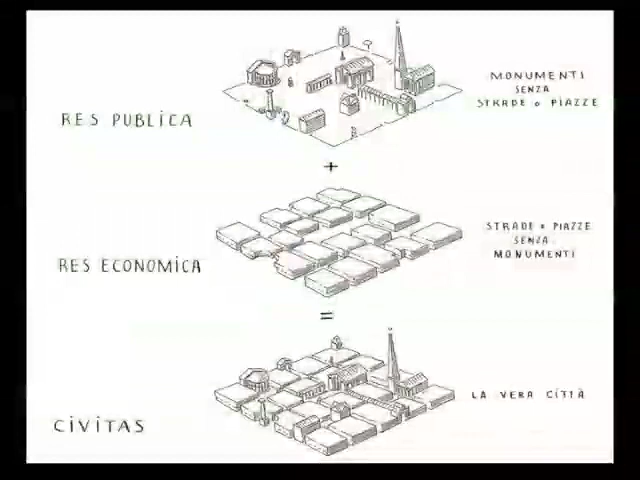 RES PUBLICA
MONUMENTI
SENZA
STRADE o PIAZZE
+
RES ECONOMICA
STRADE e PIAZZE
SENZA
MONUMENTI
=
CIVITAS
LA VERA CITTÀ